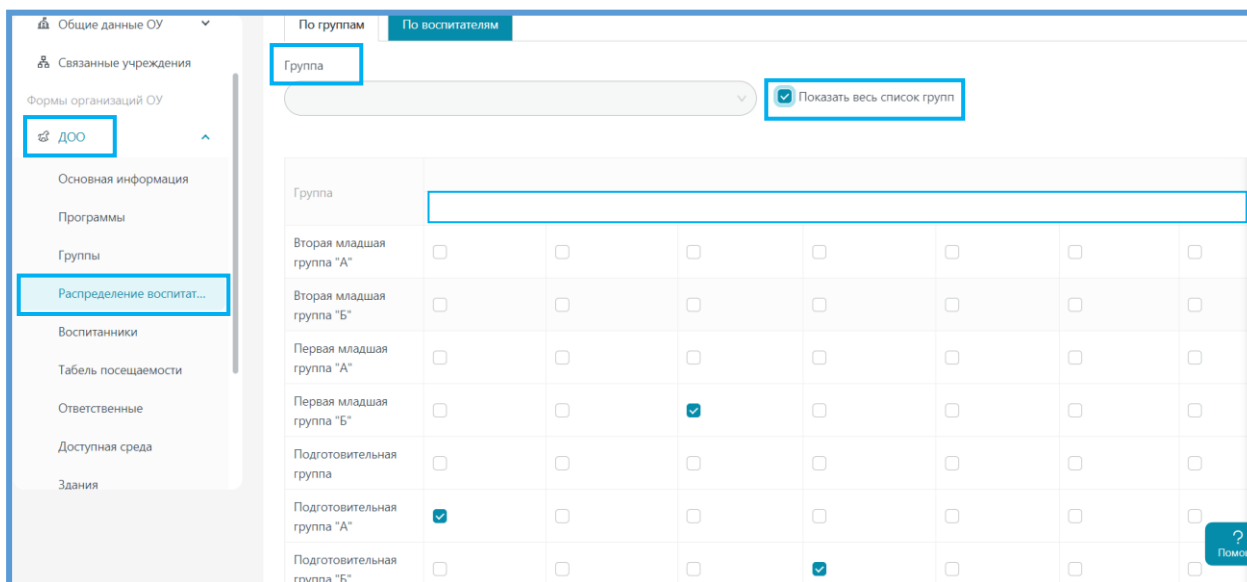 Общие данные ОУ
Связанные учреждения
Формы организаций ОУ
ДОО
Основная информация
Программы
Группы
Распределение воспитат...
Воспитанники
Табель посещаемости
Ответственные
Доступная среда
Здания
По группам
По воспитателям
Группа
Показать весь список групп
Группа
Вторая младшая
группа "А"
Вторая младшая
группа "Б"
Первая младшая
группа "А"
Первая младшая
группа "Б"
Подготовительная
группа
Подготовительная
группа "А"
Подготовительная
группа "Б"
?